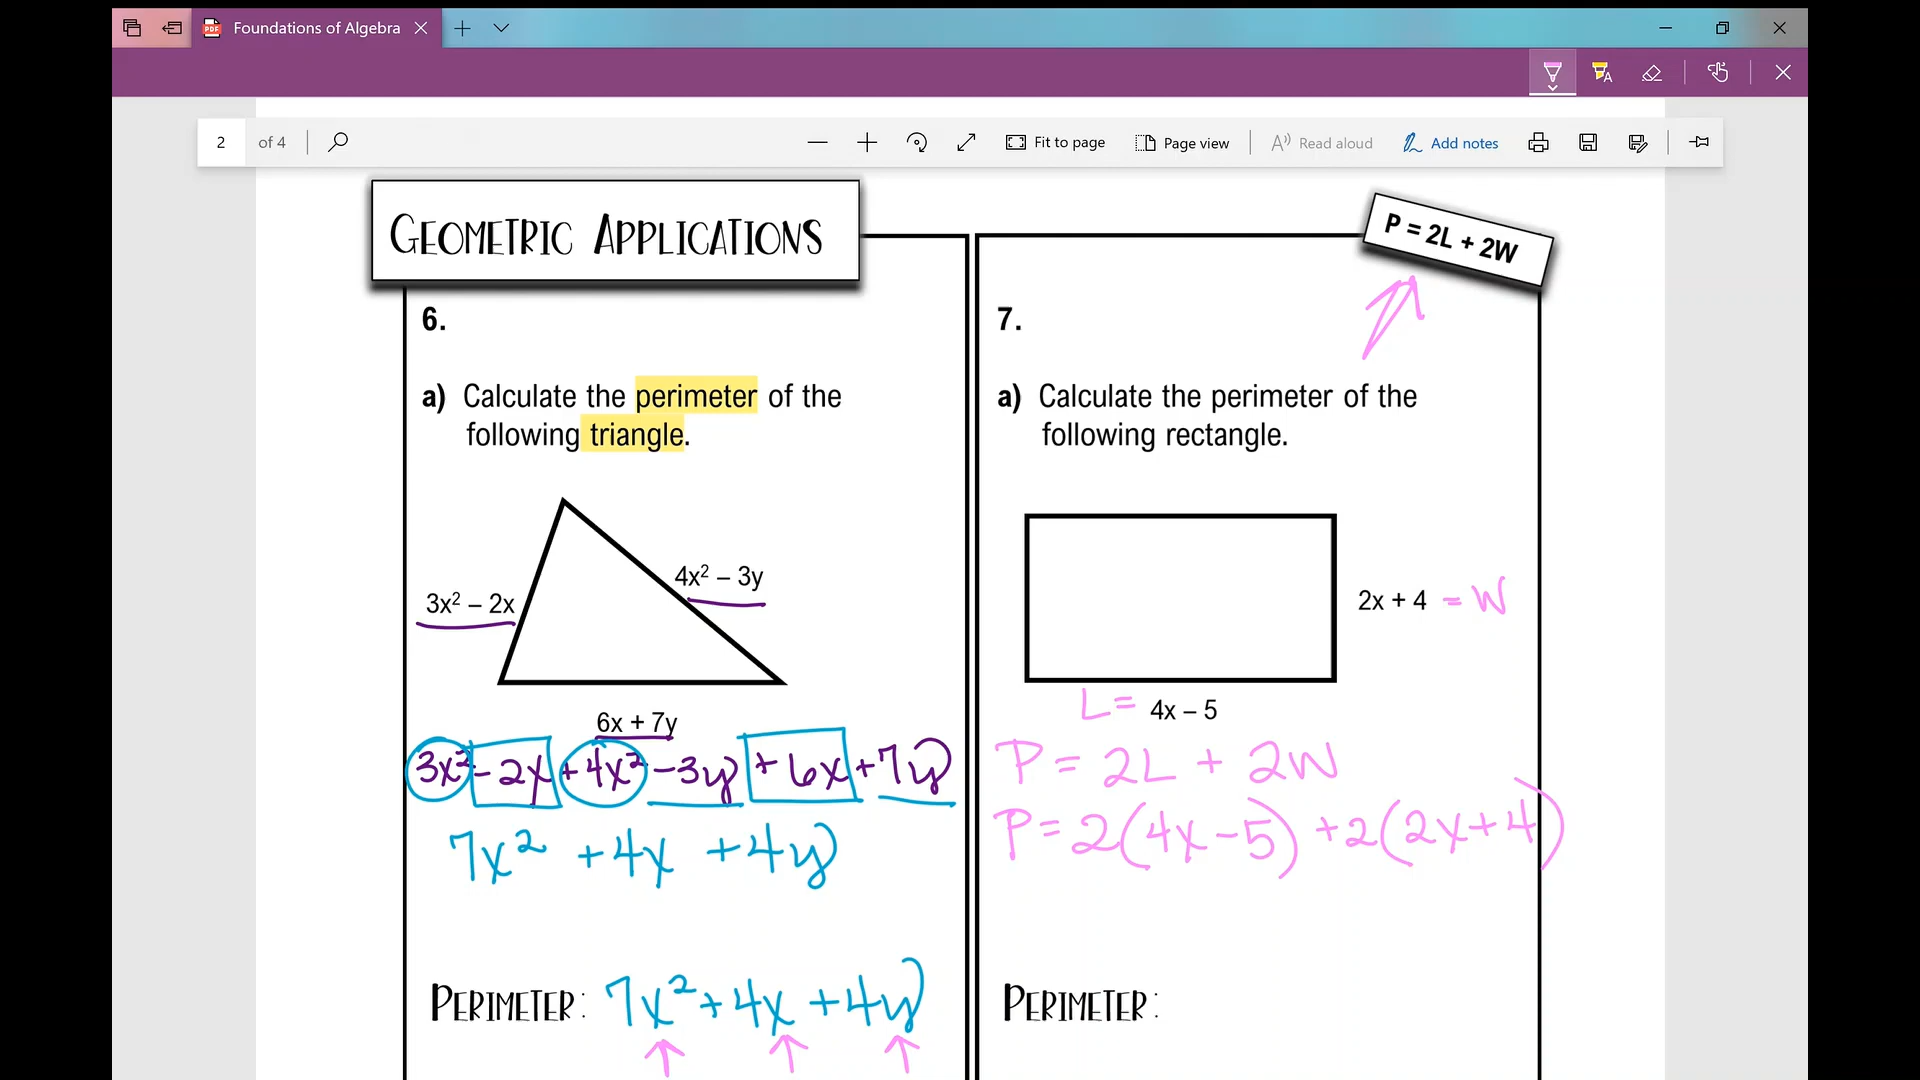 Foundations of Algebra
2 of 4
Fit to page
Page view
Read aloud
Add notes
GEOMETRIC APPLICATIONS
6.
a) Calculate the perimeter of the
following triangle.
3x² – 2x
4x² – 3y
6x + 7y
3x² - 2x + 4x² - 3y + 6x + 7y
7x² + 4x + 4y
PERIMETER: 7x² + 4x + 4y
P = 2L + 2W
7.
a) Calculate the perimeter of the
following rectangle.
2x + 4 = W
L = 4x – 5
P = 2L + 2W
P = 2(4x - 5) + 2(2x + 4)
PERIMETER: